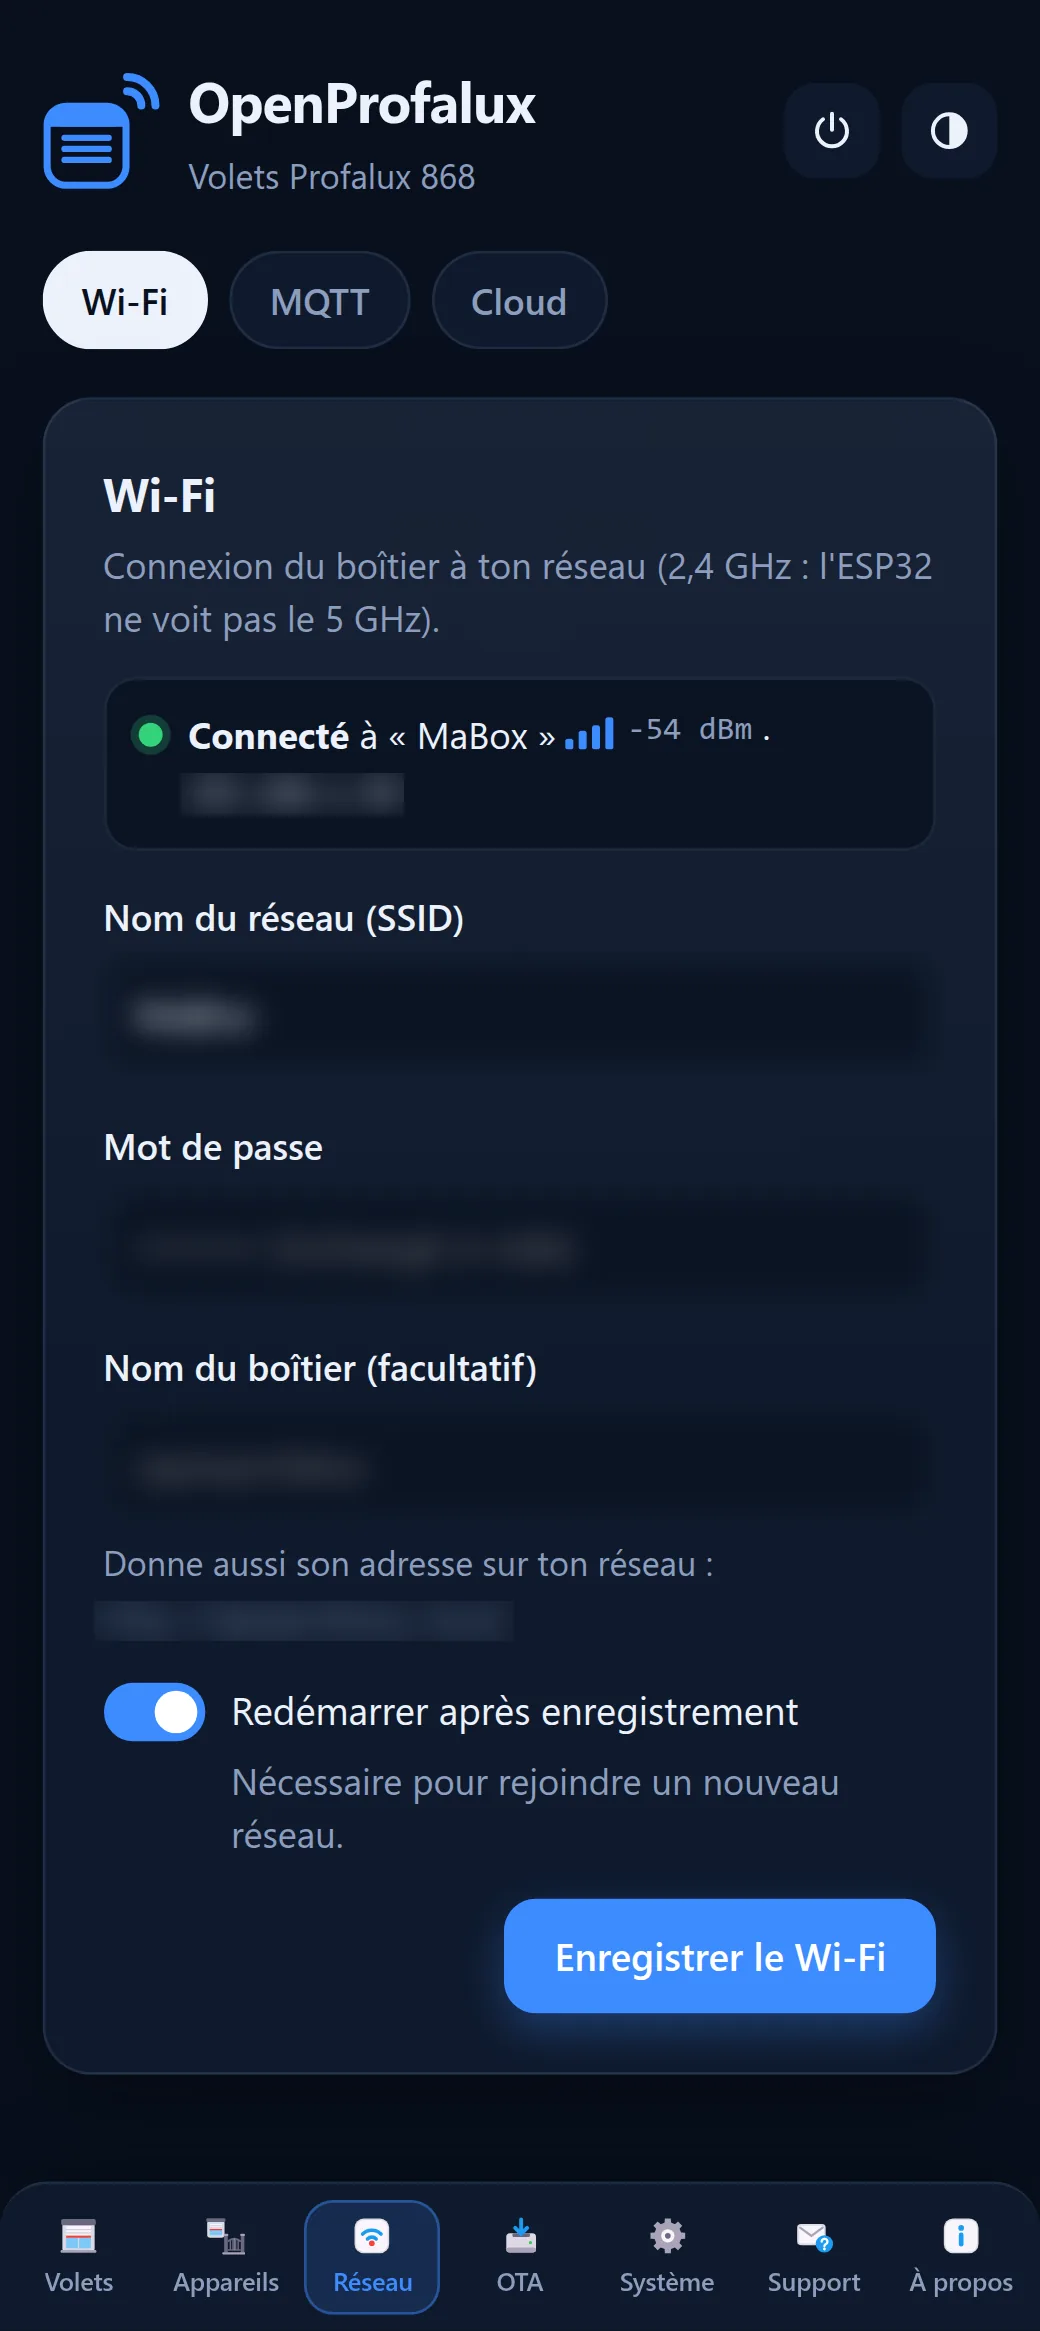 OpenProfalux
Volets Profalux 868
Wi-Fi
MQTT
Cloud
Wi-Fi
Connexion du boîtier à ton réseau (2,4 GHz : l'ESP32
ne voit pas le 5 GHz).
Connecté à « MaBox » -54 dBm .
Nom du réseau (SSID)
Mot de passe
Nom du boîtier (facultatif)
Donne aussi son adresse sur ton réseau :
Redémarrer après enregistrement
Nécessaire pour rejoindre un nouveau
réseau.
Enregistrer le Wi-Fi
Volets
Appareils
Réseau
OTA
Système
Support
À propos